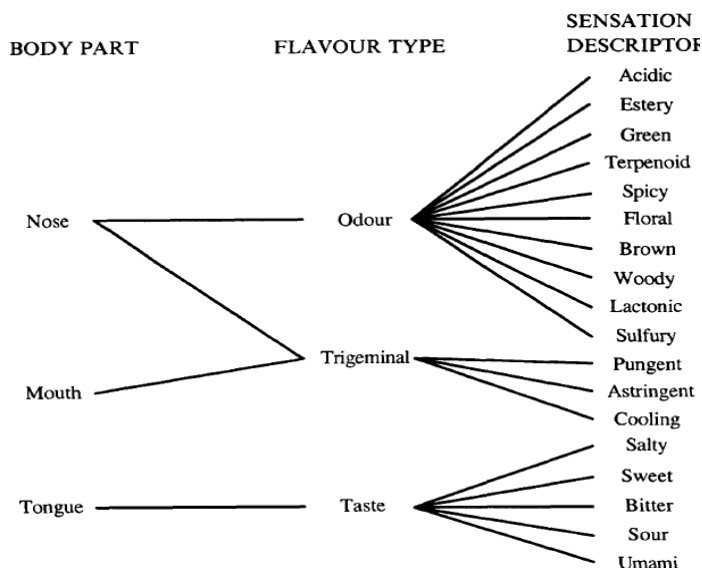 SENSATION
BODY PART FLAVOUR TYPE DESCRIPTOR
Acidic
Estery
Green
Terpenoid
Spicy
Nose Odour Floral
Brown
Woody
Lactonic
Sulfury
Trigeminal Pungent
Mouth Astringent
Cooling
Salty
Sweet
Tongue Taste Bitter
Sour
Umami